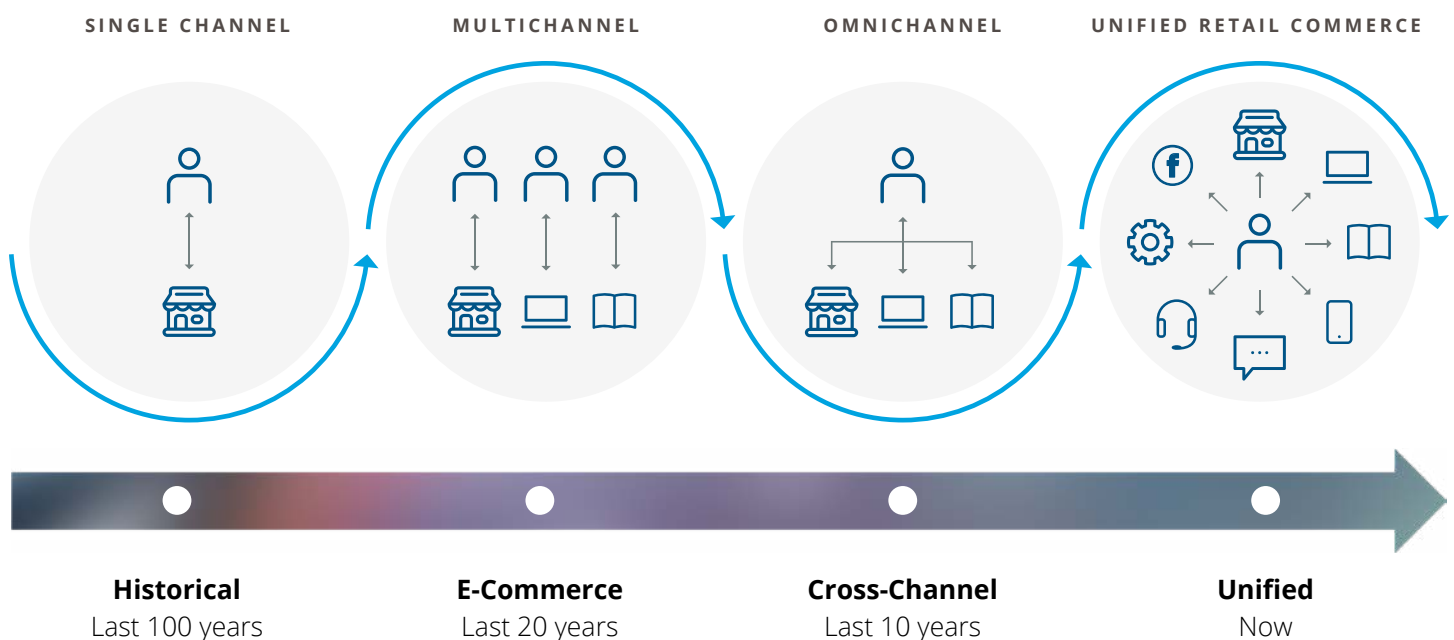 SINGLE CHANNEL
MULTICHANNEL
OMNICHANNEL
UNIFIED RETAIL COMMERCE
f
Historical
Last 100 years
E-Commerce
Last 20 years
Cross-Channel
Last 10 years
Unified
Now